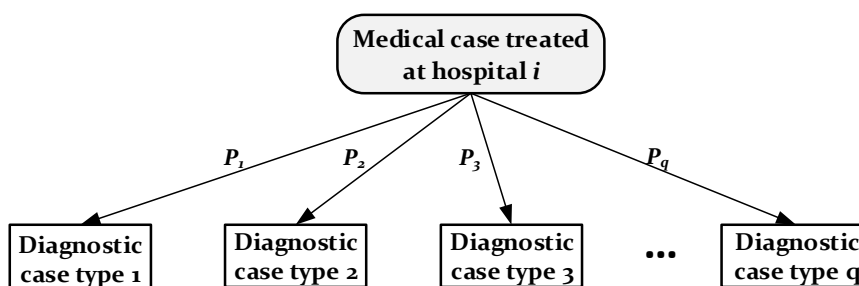 Medical case treated
at hospital i
P₁
P₂
P₃
P_q
Diagnostic
case type 1
Diagnostic
case type 2
Diagnostic
case type 3
...
Diagnostic
case type q